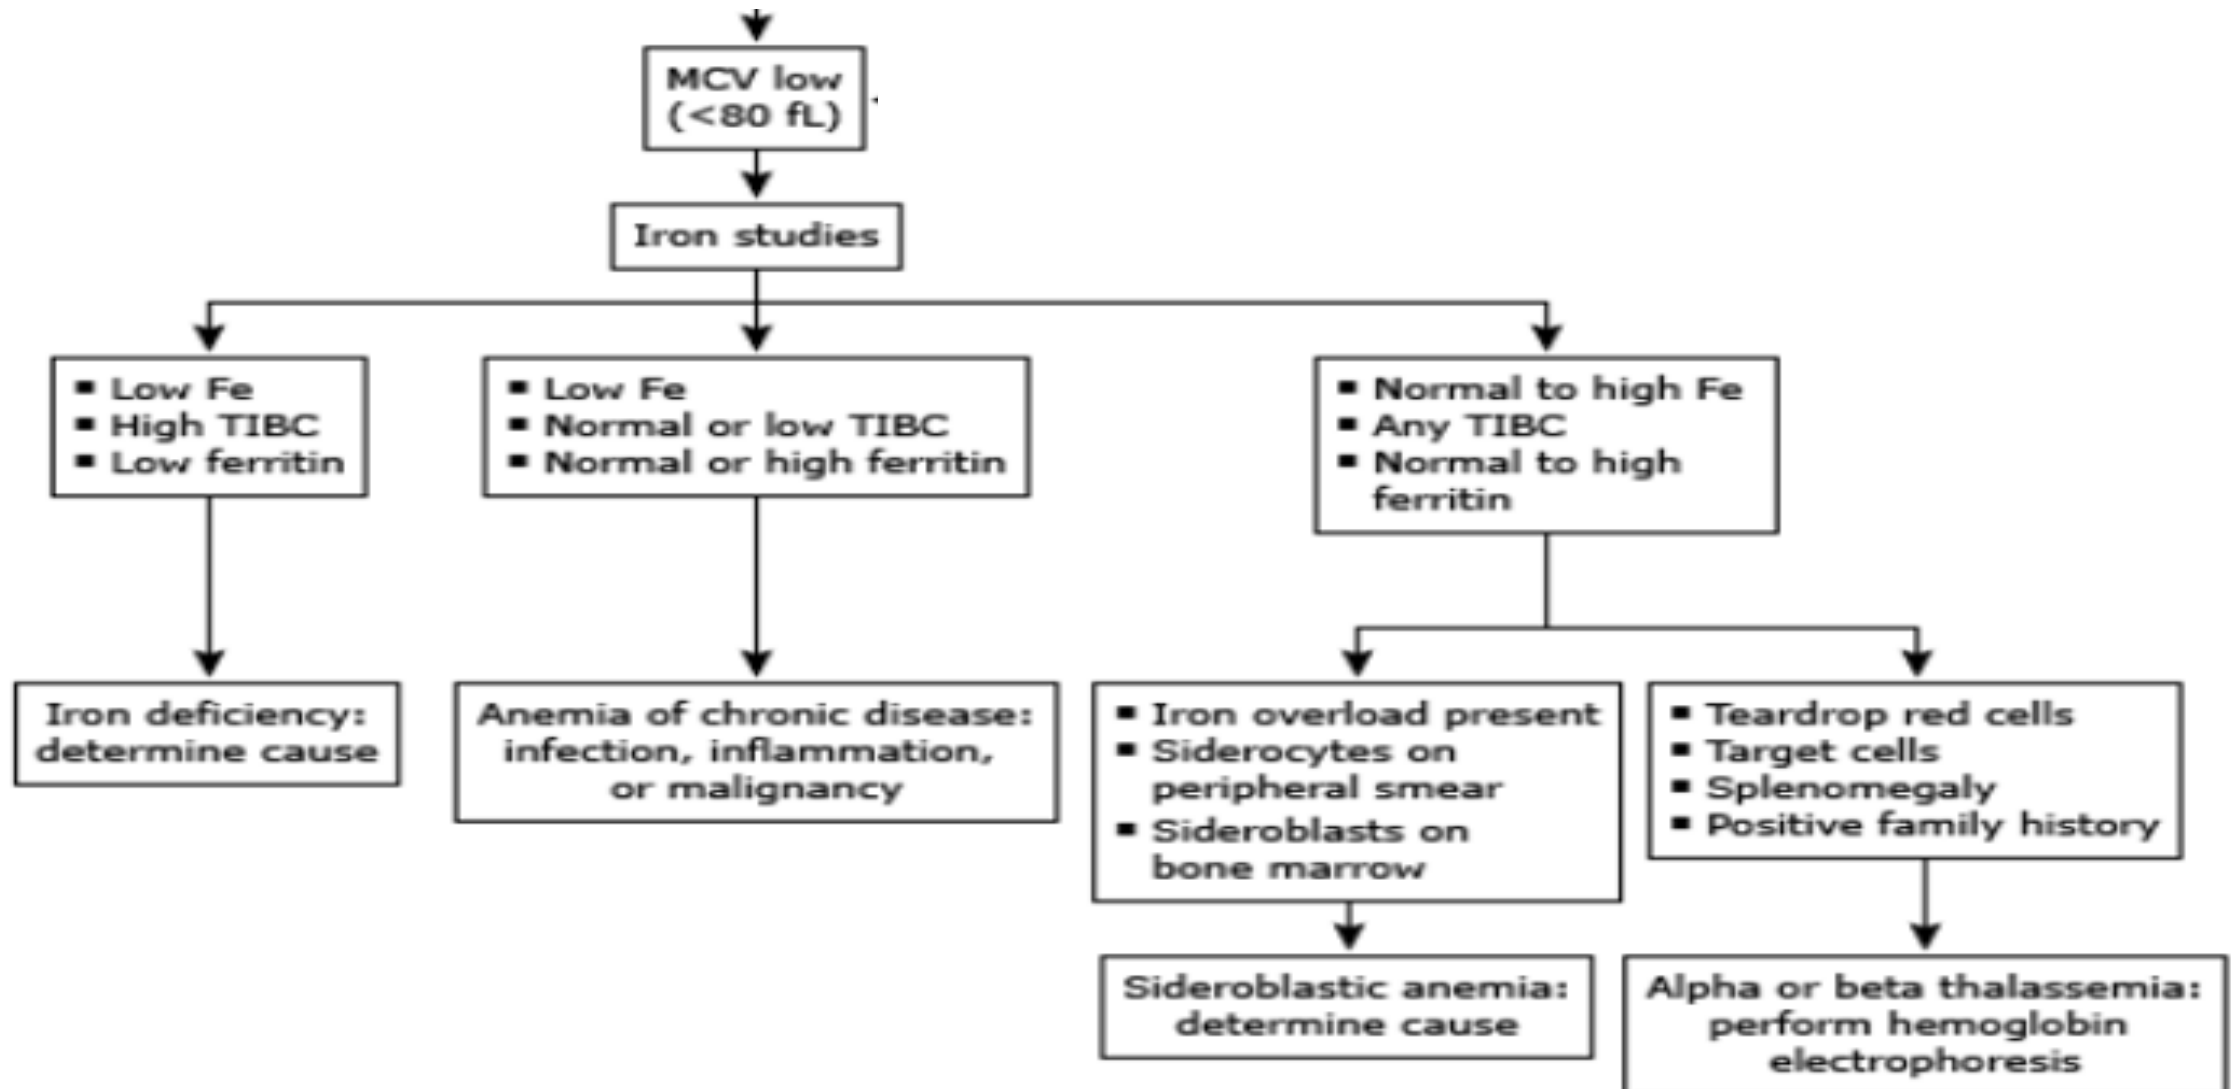 MCV low
(<80 fL)
Iron studies
▪ Low Fe
▪ High TIBC
▪ Low ferritin
▪ Low Fe
▪ Normal or low TIBC
▪ Normal or high ferritin
▪ Normal to high Fe
▪ Any TIBC
▪ Normal to high
ferritin
Iron deficiency:
determine cause
Anemia of chronic disease:
infection, inflammation,
or malignancy
▪ Iron overload present
▪ Siderocytes on
peripheral smear
▪ Sideroblasts on
bone marrow
▪ Teardrop red cells
▪ Target cells
▪ Splenomegaly
▪ Positive family history
Sideroblastic anemia:
determine cause
Alpha or beta thalassemia:
perform hemoglobin
electrophoresis